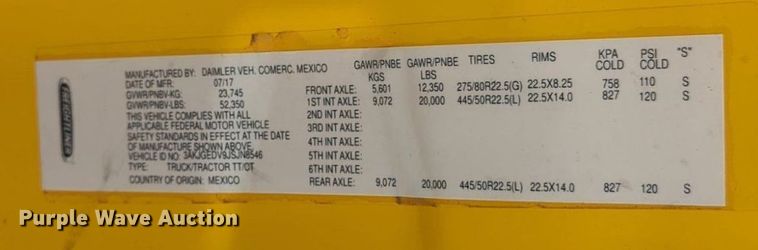 FREIGHTLINER
MANUFACTURED BY: DAIMLER VEH. COMERC. MEXICO
DATE OF MFR: 07/17
GVWR/PNBV-KG: 23,745
GVWR/PNBV-LBS: 52,350
THIS VEHICLE COMPLIES WITH ALL
APPLICABLE FEDERAL MOTOR VEHICLE
SAFETY STANDARDS IN EFFECT AT THE DATE
OF MANUFACTURE SHOWN ABOVE.
VEHICLE ID NO: 3AKJGEDV9JSJN8546
TYPE: TRUCK/TRACTOR TT/OT
COUNTRY OF ORIGIN: MEXICO
GAWR/PNBE KGS GAWR/PNBE LBS TIRES RIMS KPA COLD PSI COLD "S"
FRONT AXLE: 5,601 12,350 275/80R22.5(G) 22.5X8.25 758 110 S
1ST INT AXLE: 9,072 20,000 445/50R22.5(L) 22.5X14.0 827 120 S
2ND INT AXLE:
3RD INT AXLE:
4TH INT AXLE:
5TH INT AXLE:
6TH INT AXLE:
REAR AXLE: 9,072 20,000 445/50R22.5(L) 22.5X14.0 827 120 S
Purple Wave Auction